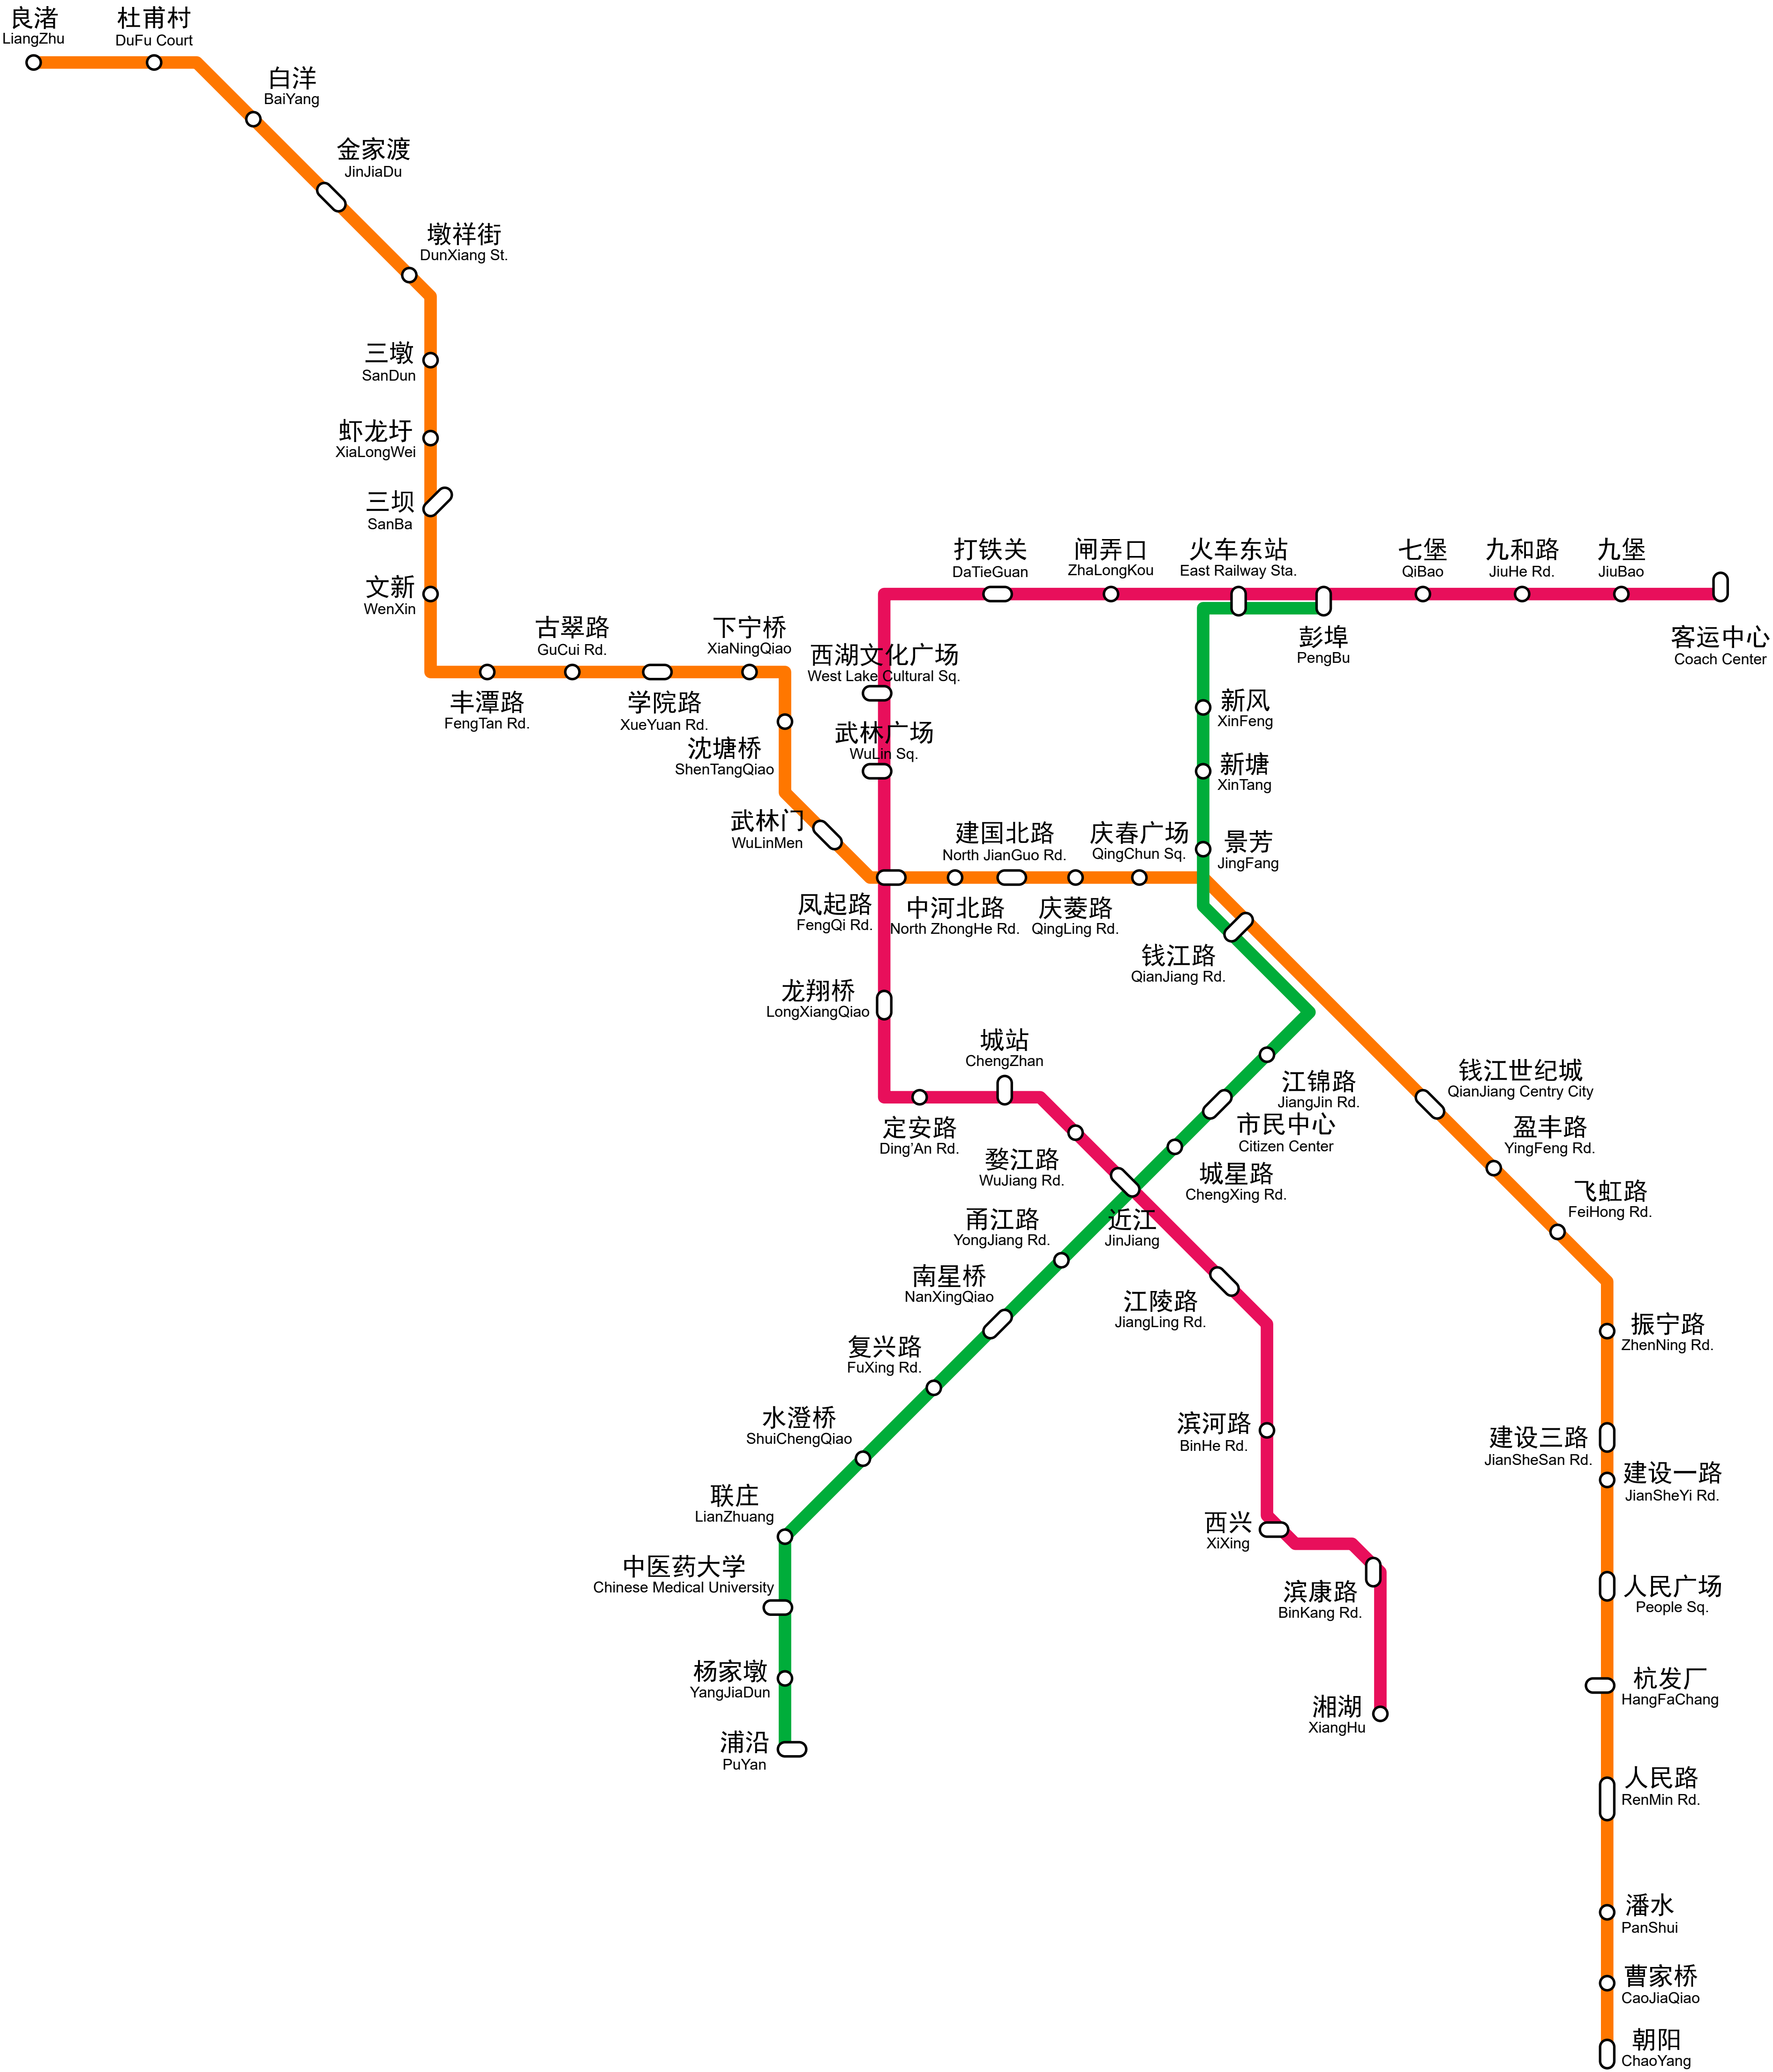 良渚
LiangZhu
杜甫村
DuFu Court
白洋
BaiYang
金家渡
JinJiaDu
墩祥街
DunXiang St.
三墩
SanDun
虾龙圩
XiaLongWei
三坝
SanBa
文新
WenXin
丰潭路
FengTan Rd.
古翠路
GuCui Rd.
学院路
XueYuan Rd.
下宁桥
XiaNingQiao
沈塘桥
ShenTangQiao
武林门
WuLinMen
打铁关
DaTieGuan
闸弄口
ZhaLongKou
火车东站
East Railway Sta.
彭埠
PengBu
七堡
QiBao
九和路
JiuHe Rd.
九堡
JiuBao
客运中心
Coach Center
西湖文化广场
West Lake Cultural Sq.
武林广场
WuLin Sq.
新风
XinFeng
新塘
XinTang
景芳
JingFang
凤起路
FengQi Rd.
中河北路
North ZhongHe Rd.
建国北路
North JianGuo Rd.
庆菱路
QingLing Rd.
庆春广场
QingChun Sq.
钱江路
QianJiang Rd.
龙翔桥
LongXiangQiao
城站
ChengZhan
定安路
Ding'An Rd.
婺江路
WuJiang Rd.
江锦路
JiangJin Rd.
市民中心
Citizen Center
城星路
ChengXing Rd.
近江
JinJiang
甬江路
YongJiang Rd.
南星桥
NanXingQiao
复兴路
FuXing Rd.
水澄桥
ShuiChengQiao
联庄
LianZhuang
中医药大学
Chinese Medical University
杨家墩
YangJiaDun
浦沿
PuYan
江陵路
JiangLing Rd.
滨河路
BinHe Rd.
西兴
XiXing
滨康路
BinKang Rd.
湘湖
XiangHu
钱江世纪城
QianJiang Centry City
盈丰路
YingFeng Rd.
飞虹路
FeiHong Rd.
振宁路
ZhenNing Rd.
建设三路
JianSheSan Rd.
建设一路
JianSheYi Rd.
人民广场
People Sq.
杭发厂
HangFaChang
人民路
RenMin Rd.
潘水
PanShui
曹家桥
CaoJiaQiao
朝阳
ChaoYang